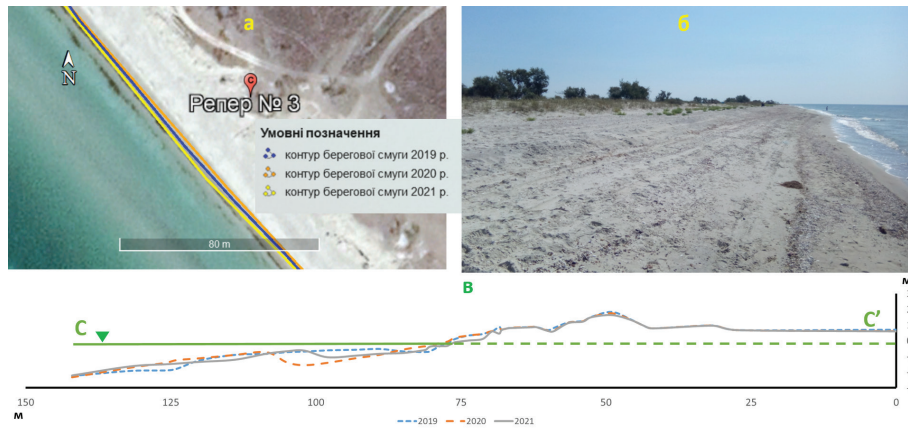 а
б
N
C
Репер № 3
Умовні позначення
контур берегової смуги 2019 р.
контур берегової смуги 2020 р.
контур берегової смуги 2021 р.
80 m
В
м
C
C’
0
150
125
100
75
50
25
0
м
2019
2020
2021